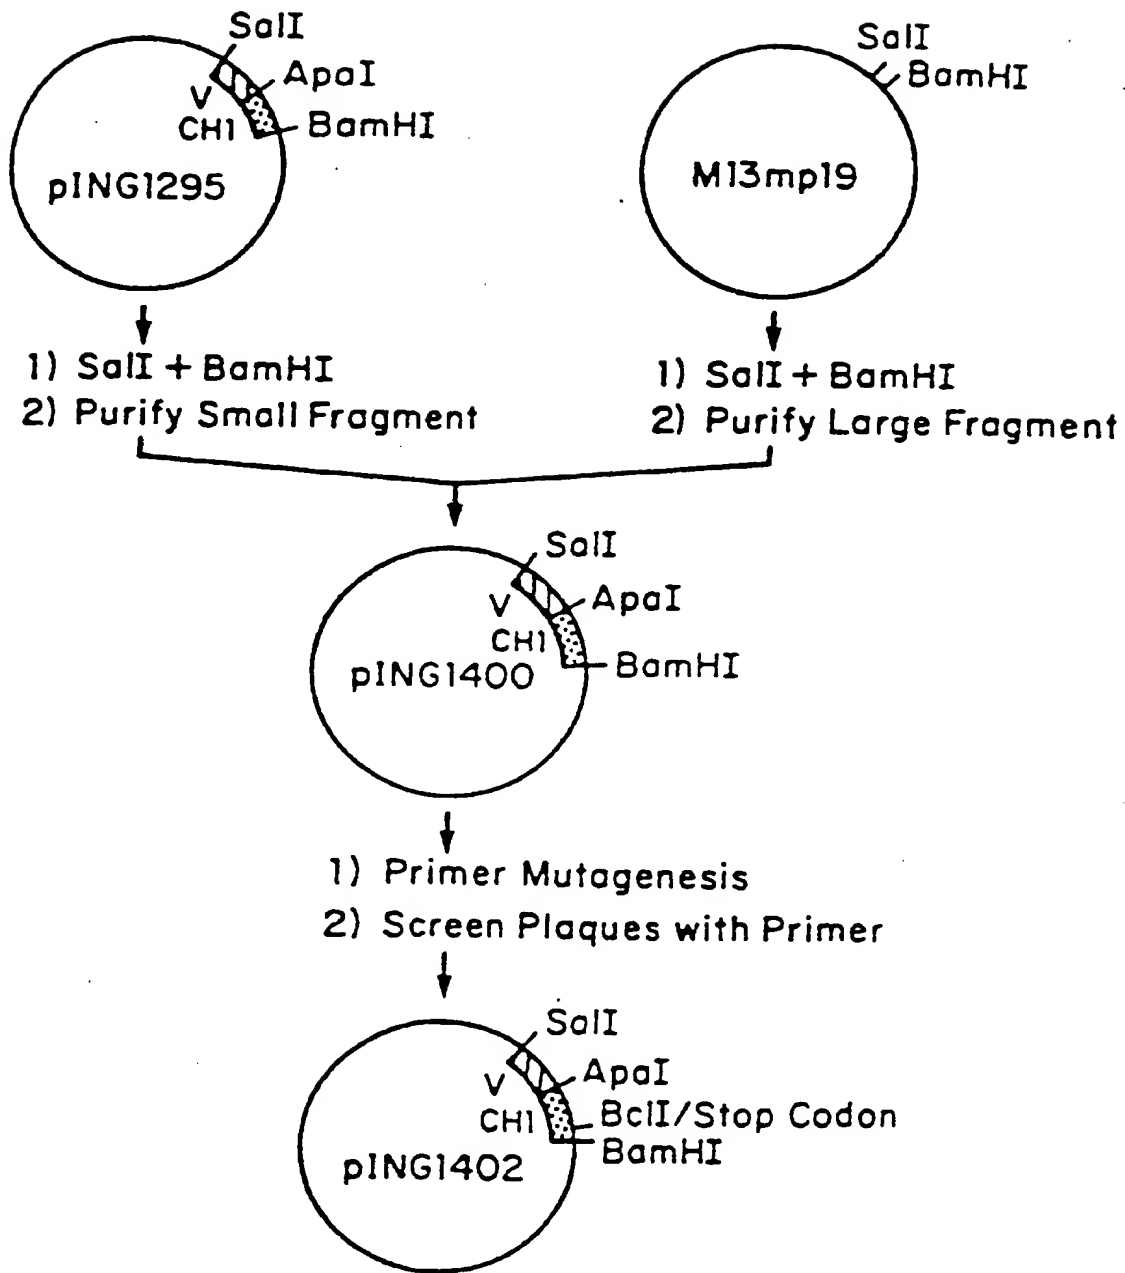 SalI
ApaI
V
CH1
BamHI
pING1295
SalI
BamHI
M13mp19
1) SalI + BamHI
2) Purify Small Fragment
1) SalI + BamHI
2) Purify Large Fragment
SalI
ApaI
V
CH1
BamHI
pING1400
1) Primer Mutagenesis
2) Screen Plaques with Primer
SalI
ApaI
V
CH1
BclI/Stop Codon
BamHI
pING1402